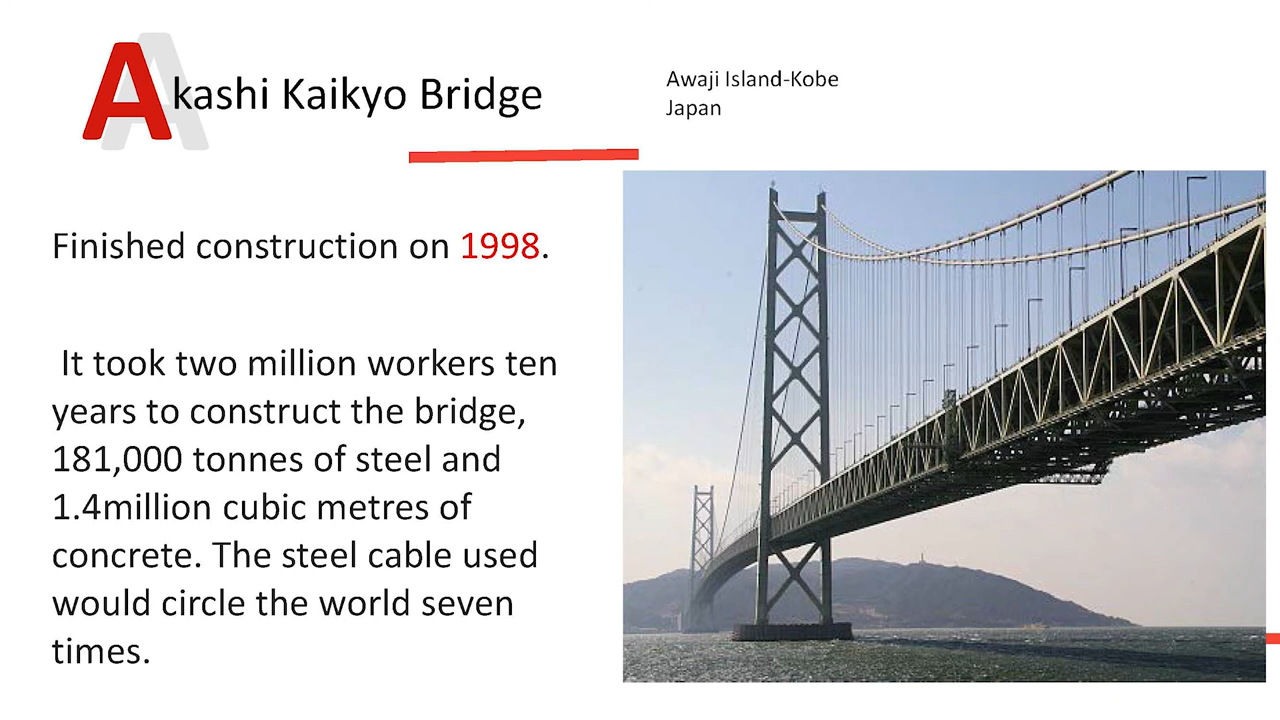 Akashi Kaikyo Bridge
Awaji Island-Kobe
Japan
Finished construction on 1998.
It took two million workers ten
years to construct the bridge,
181,000 tonnes of steel and
1.4million cubic metres of
concrete. The steel cable used
would circle the world seven
times.